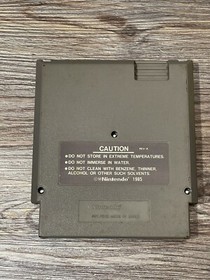 CAUTION
●DO NOT STORE IN EXTREME TEMPERATURES.
●DO NOT IMMERSE IN WATER.
●DO NOT CLEAN WITH BENZENE, THINNER,
ALCOHOL OR OTHER SUCH SOLVENTS.
Nintendo 1985